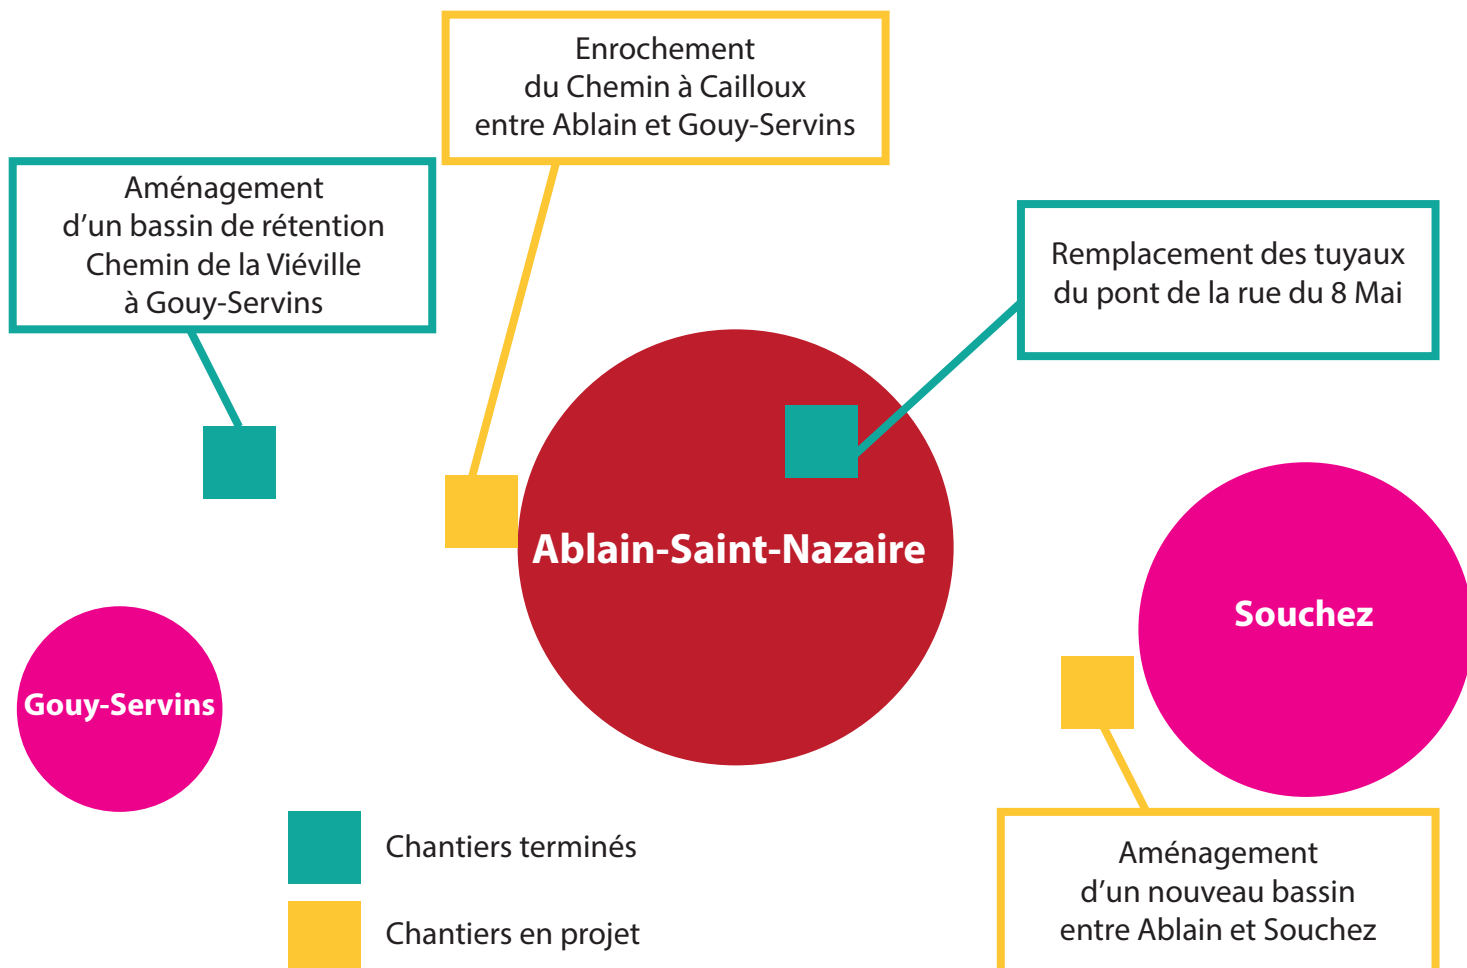 Enrochement
du Chemin à Cailloux
entre Ablain et Gouy-Servins
Aménagement
d’un bassin de rétention
Chemin de la Viéville
à Gouy-Servins
Remplacement des tuyaux
du pont de la rue du 8 Mai
Ablain-Saint-Nazaire
Souchez
Gouy-Servins
Chantiers terminés
Chantiers en projet
Aménagement
d’un nouveau bassin
entre Ablain et Souchez